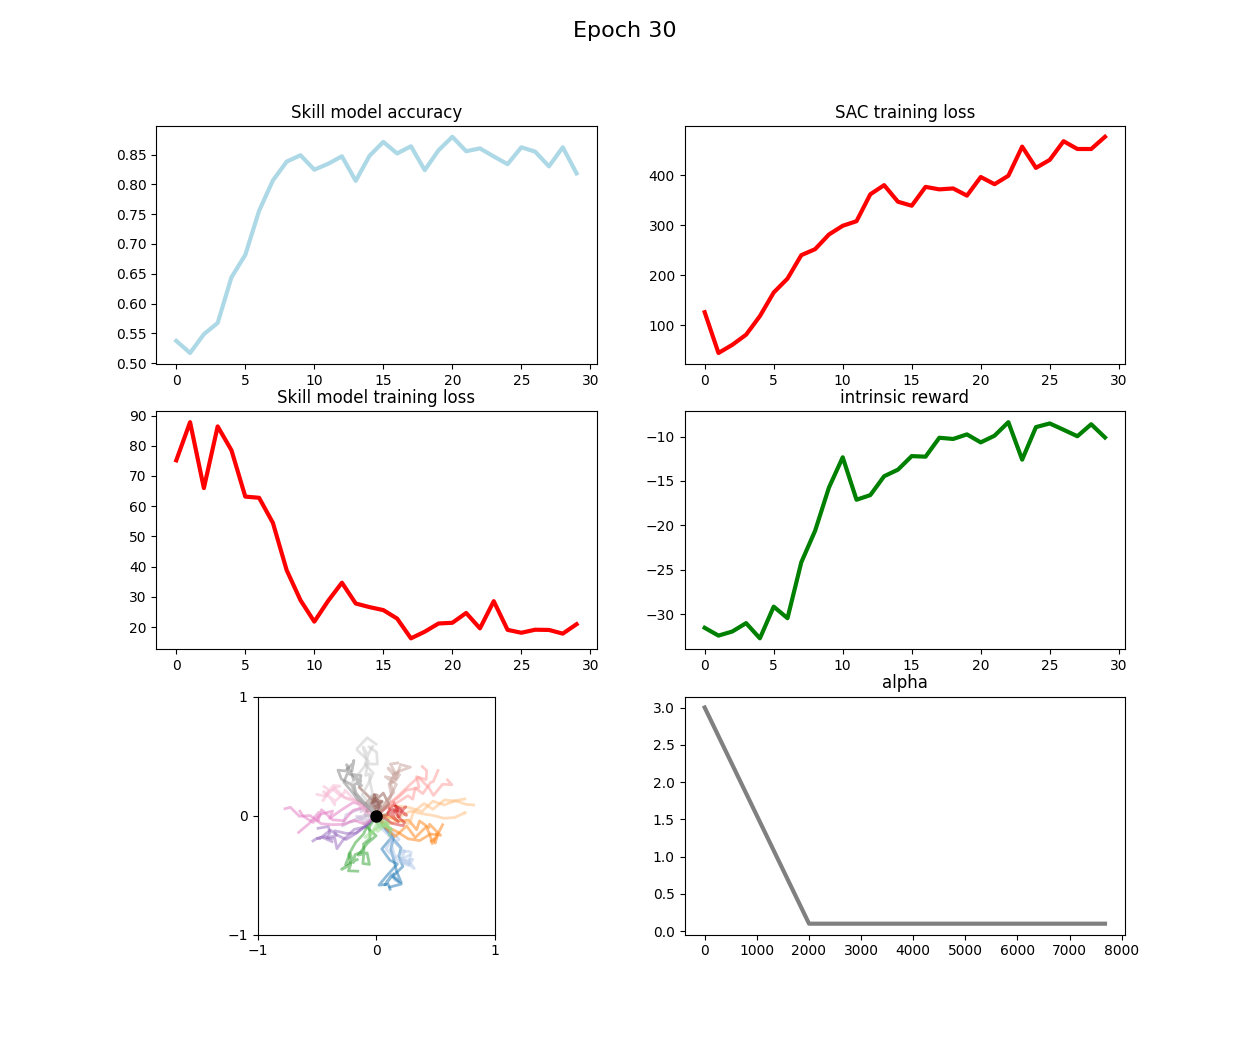 Epoch 30
Skill model accuracy
SAC training loss
0.85
0.80
0.75
0.70
0.65
0.60
0.55
0.50
0 5 10 15 20 25 30
400
300
200
100
0 5 10 15 20 25 30
Skill model training loss
intrinsic reward
90
80
70
60
50
40
30
20
0 5 10 15 20 25 30
−10
−15
−20
−25
−30
0 5 10 15 20 25 30
alpha
1
0
−1
−1 0 1
3.0
2.5
2.0
1.5
1.0
0.5
0.0
0 1000 2000 3000 4000 5000 6000 7000 8000